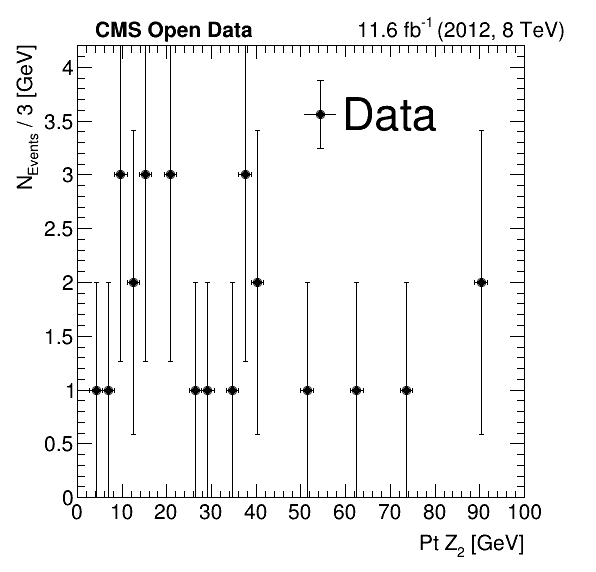 CMS Open Data
11.6 fb-1 (2012, 8 TeV)
NEvents / 3 [GeV]
4
3.5
3
2.5
2
1.5
1
0.5
0
Data
0 10 20 30 40 50 60 70 80 90 100
Pt Z2 [GeV]